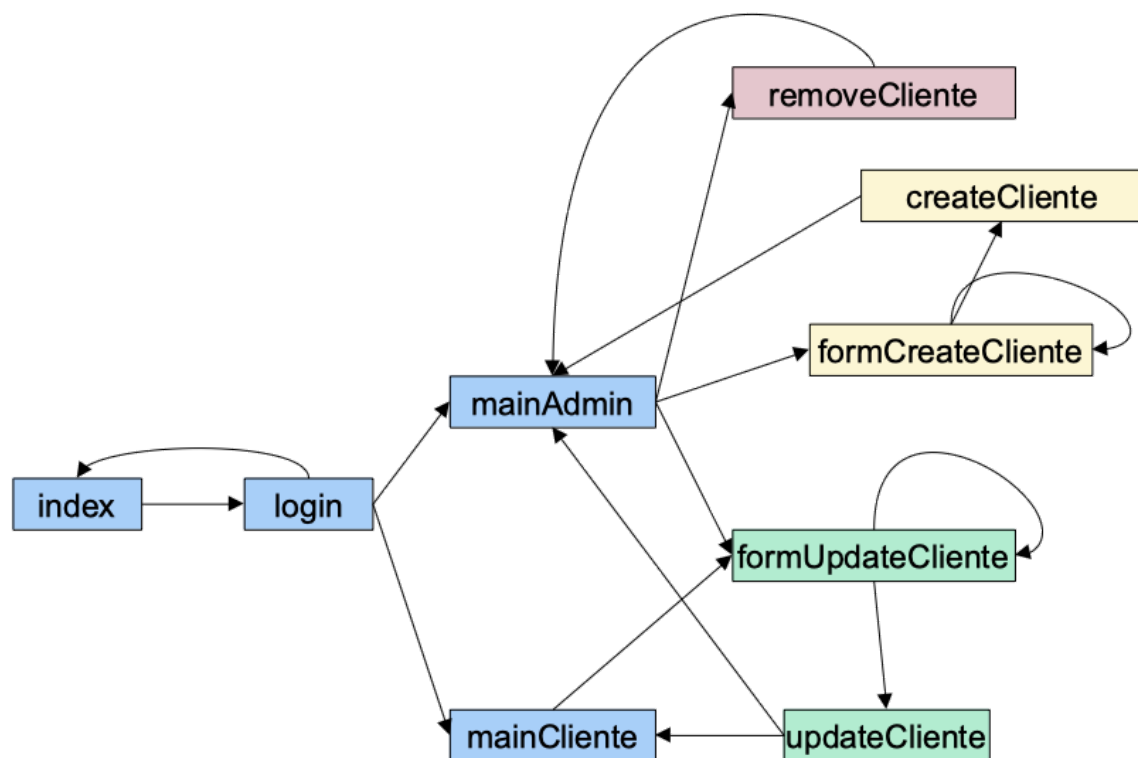 removeCliente
createCliente
formCreateCliente
mainAdmin
index
login
formUpdateCliente
mainCliente
updateCliente